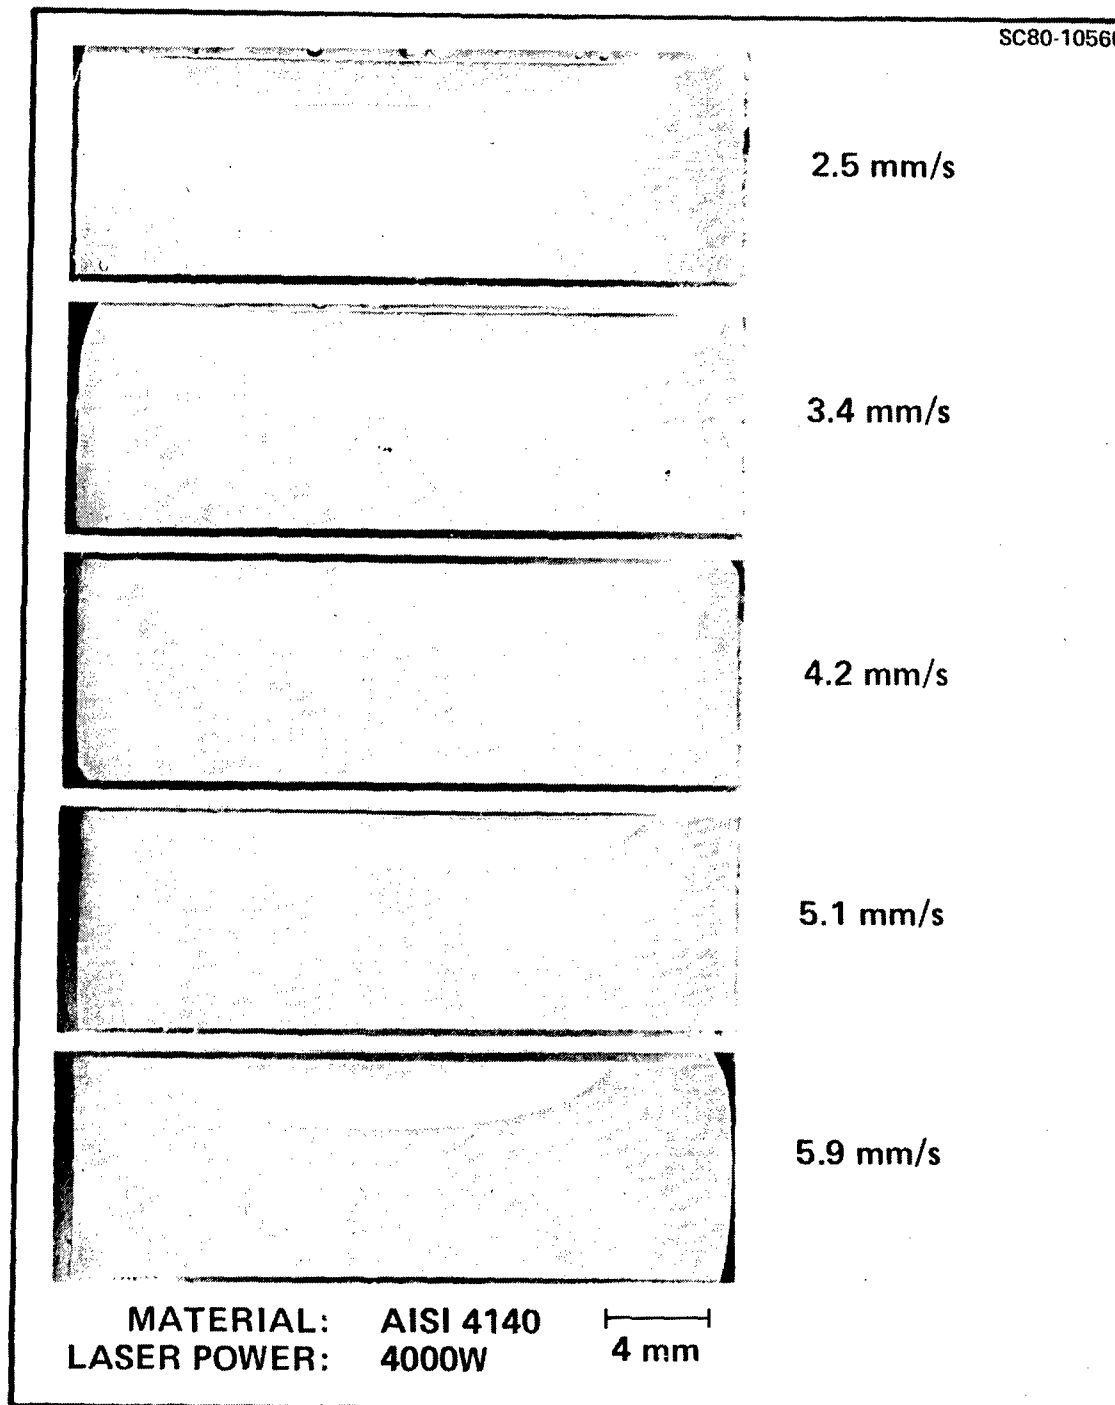 SC80-10560
2.5 mm/s
3.4 mm/s
4.2 mm/s
5.1 mm/s
5.9 mm/s
MATERIAL: AISI 4140
LASER POWER: 4000W
4 mm